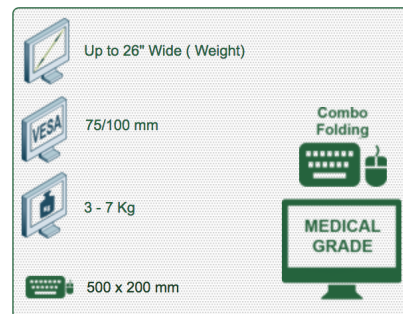 Up to 26" Wide ( Weight)
VESA
75/100 mm
Combo
Folding
KG
3 - 7 Kg
MEDICAL
GRADE
500 x 200 mm